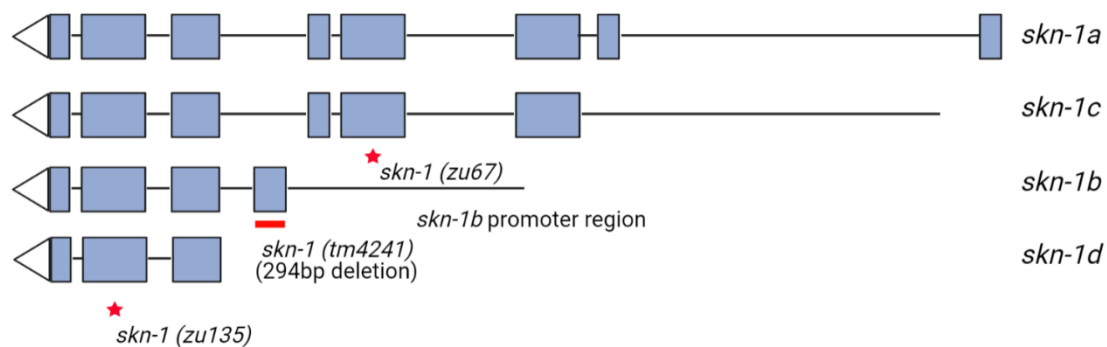 skn-1a
skn-1c
skn-1 (zu67)
skn-1b
skn-1b promoter region
skn-1 (tm4241)
(294bp deletion)
skn-1d
skn-1 (zu135)